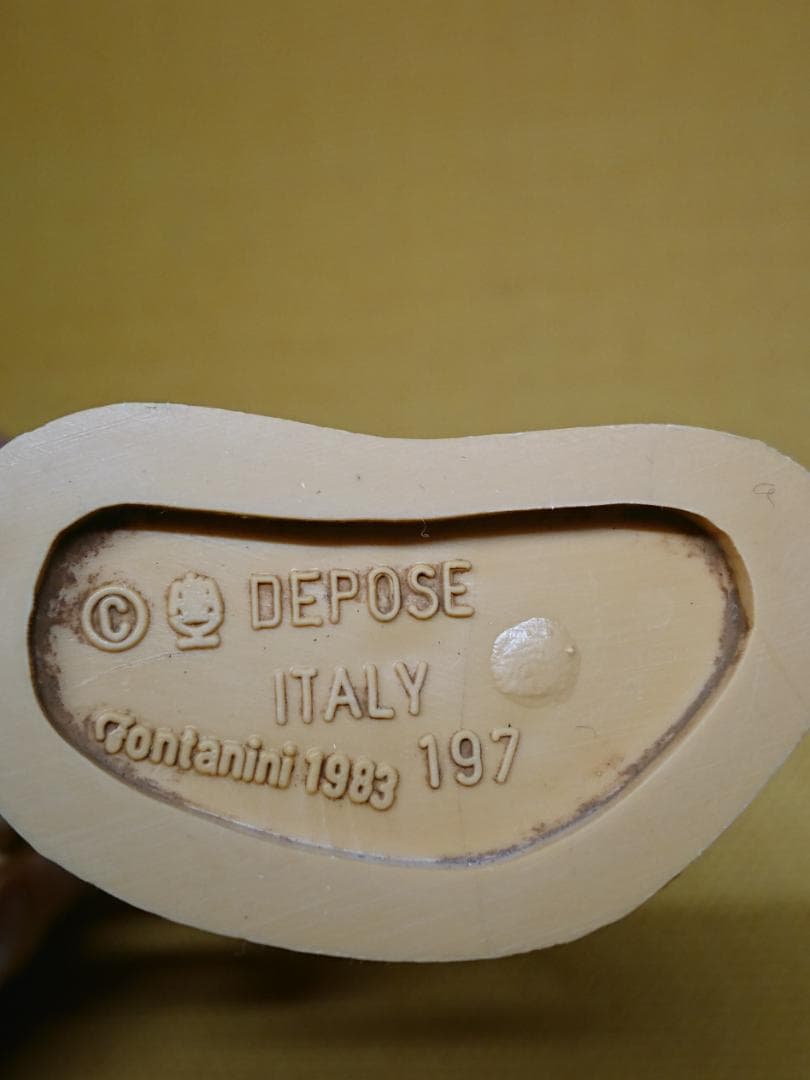 © DEPOSE
ITALY
Fontanini 1983 197